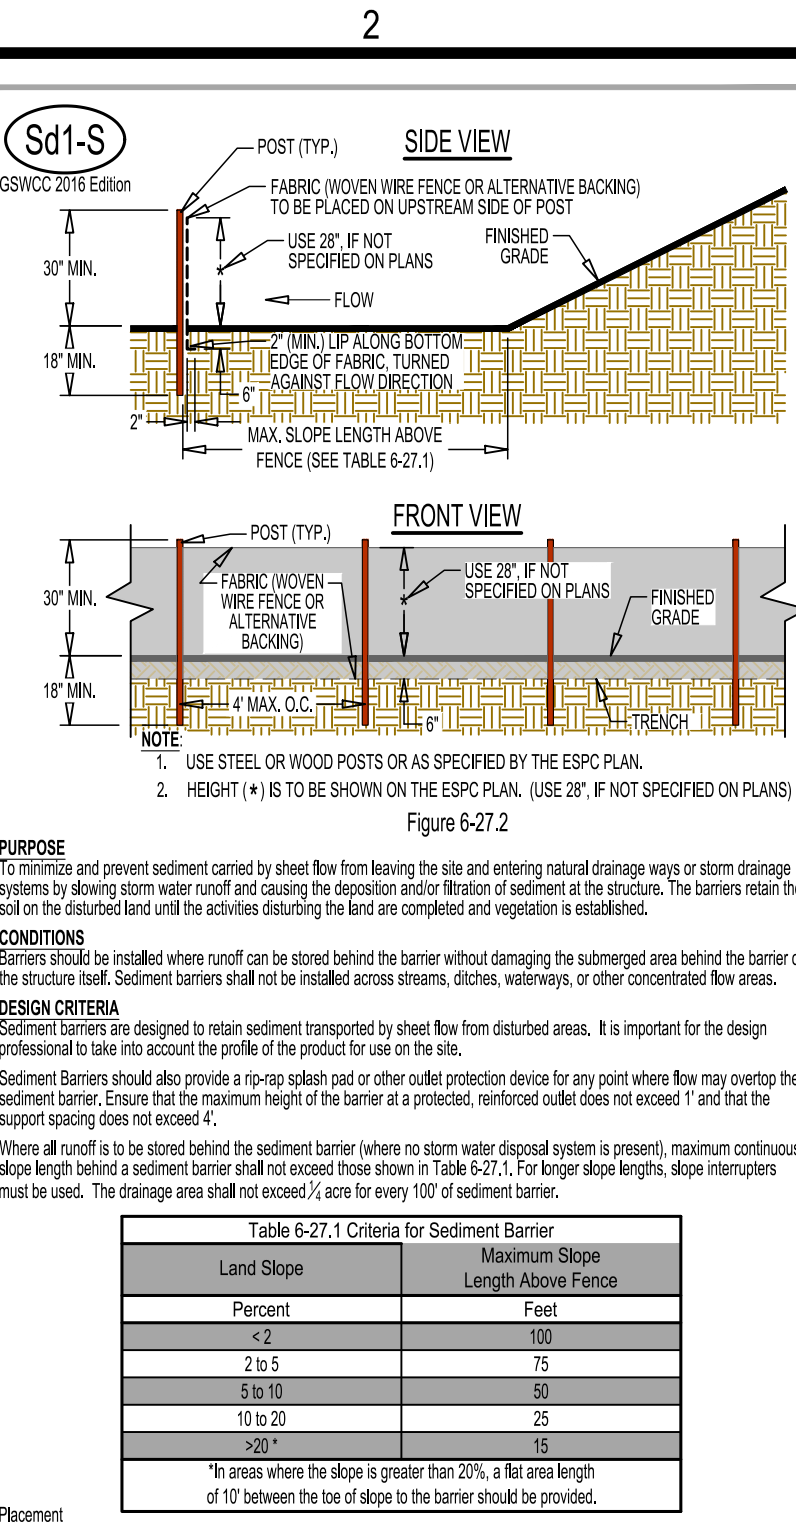 2
Sd1-S
GSWCC 2016 Edition
SIDE VIEW
POST (TYP.)
FABRIC (WOVEN WIRE FENCE OR ALTERNATIVE BACKING)
TO BE PLACED ON UPSTREAM SIDE OF POST
USE 28", IF NOT
SPECIFIED ON PLANS
*
FINISHED
GRADE
30" MIN.
FLOW
18" MIN.
2" (MIN.) LIP ALONG BOTTOM
EDGE OF FABRIC, TURNED
AGAINST FLOW DIRECTION
6"
2"
MAX. SLOPE LENGTH ABOVE
FENCE (SEE TABLE 6-27.1)
FRONT VIEW
POST (TYP.)
30" MIN.
FABRIC (WOVEN
WIRE FENCE OR
ALTERNATIVE
BACKING)
*
USE 28", IF NOT
SPECIFIED ON PLANS
FINISHED
GRADE
18" MIN.
4' MAX. O.C.
6"
TRENCH
NOTE:
1. USE STEEL OR WOOD POSTS OR AS SPECIFIED BY THE ESPC PLAN.
2. HEIGHT (*) IS TO BE SHOWN ON THE ESPC PLAN. (USE 28", IF NOT SPECIFIED ON PLANS)
Figure 6-27.2
PURPOSE
To minimize and prevent sediment carried by sheet flow from leaving the site and entering natural drainage ways or storm drainage
systems by slowing storm water runoff and causing the deposition and/or filtration of sediment at the structure. The barriers retain the
soil on the disturbed land until the activities disturbing the land are completed and vegetation is established.
CONDITIONS
Barriers should be installed where runoff can be stored behind the barrier without damaging the submerged area behind the barrier
the structure itself. Sediment barriers shall not be installed across streams, ditches, waterways, or other concentrated flow areas.
DESIGN CRITERIA
Sediment barriers are designed to retain sediment transported by sheet flow from disturbed areas. It is important for the design
professional to take into account the profile of the product for use on the site.
Sediment Barriers should also provide a rip-rap splash pad or other outlet protection device for any point where flow may overtop the
sediment barrier. Ensure that the maximum height of the barrier at a protected, reinforced outlet does not exceed 1' and that the
support spacing does not exceed 4'.
Where all runoff is to be stored behind the sediment barrier (where no storm water disposal system is present), maximum continuous
slope length behind a sediment barrier shall not exceed those shown in Table 6-27.1. For longer slope lengths, slope interrupters
must be used. The drainage area shall not exceed 1/4 acre for every 100' of sediment barrier.
Table 6-27.1 Criteria for Sediment Barrier
Land Slope
Maximum Slope
Length Above Fence
Percent Feet
< 2 100
2 to 5 75
5 to 10 50
10 to 20 25
>20 * 15
*In areas where the slope is greater than 20%, a flat area length
of 10' between the toe of slope to the barrier should be provided.
Placement